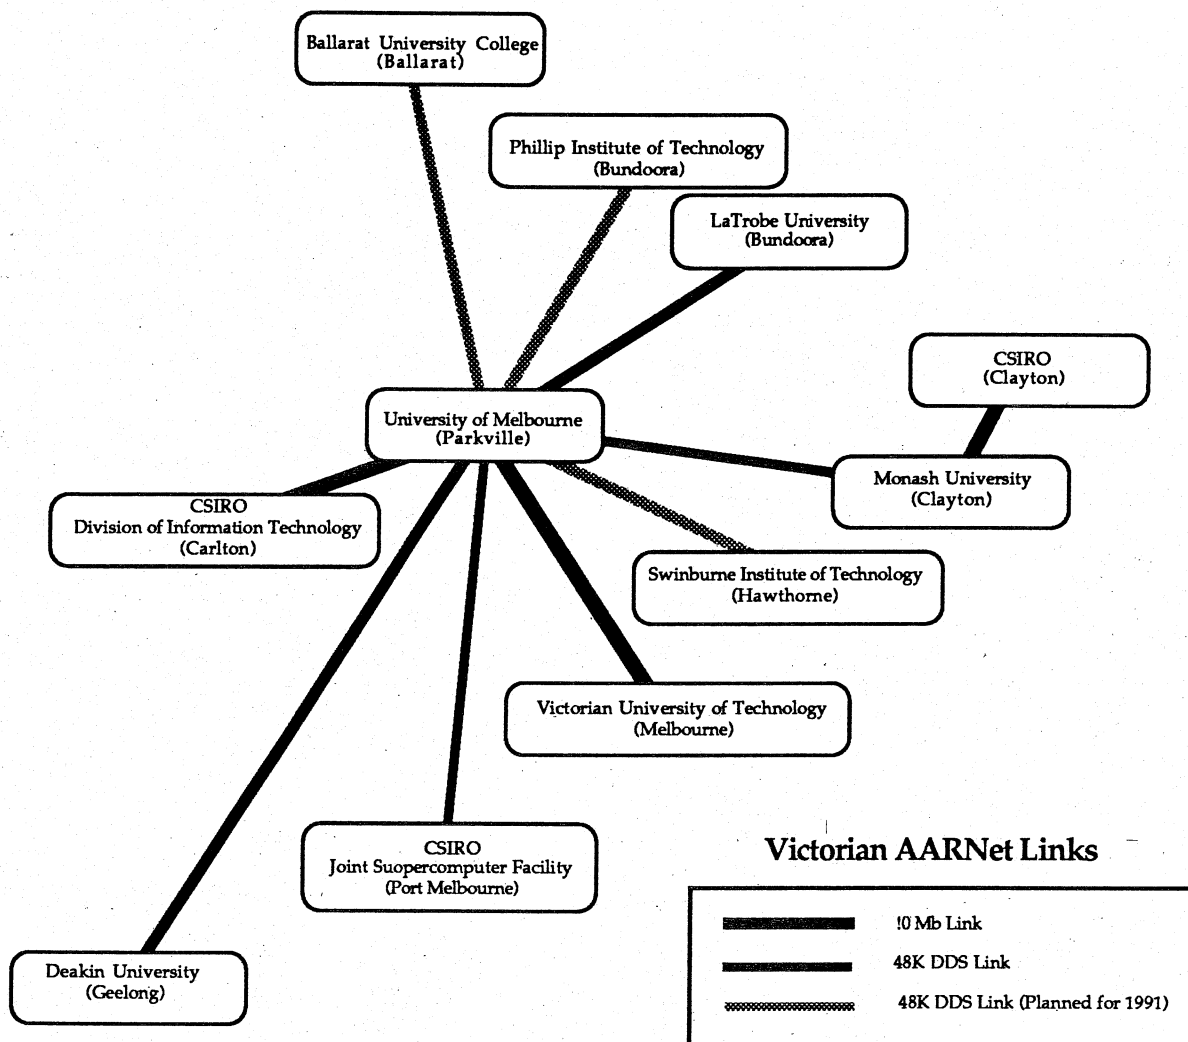 Ballarat University College
(Ballarat)
Phillip Institute of Technology
(Bundoora)
LaTrobe University
(Bundoora)
CSIRO
(Clayton)
University of Melbourne
(Parkville)
Monash University
(Clayton)
CSIRO
Division of Information Technology
(Carlton)
Swinburne Institute of Technology
(Hawthorne)
Victorian University of Technology
(Melbourne)
CSIRO
Joint Suopercomputer Facility
(Port Melbourne)
Deakin University
(Geelong)
Victorian AARNet Links
!0 Mb Link
48K DDS Link
48K DDS Link (Planned for 1991)